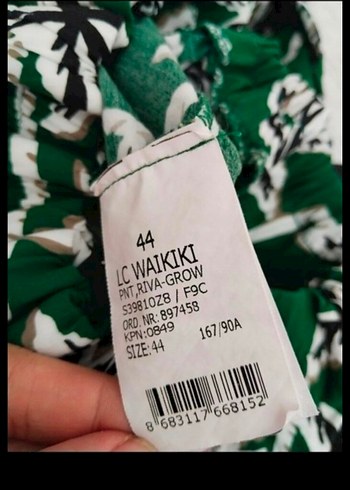 44
LC WAIKIKI
PNT,RIVA-GROW
S3981OZ8 / F9C
ORD. NR: 897458
KPN:0849
SIZE:44 167/90A
8 683117 668152